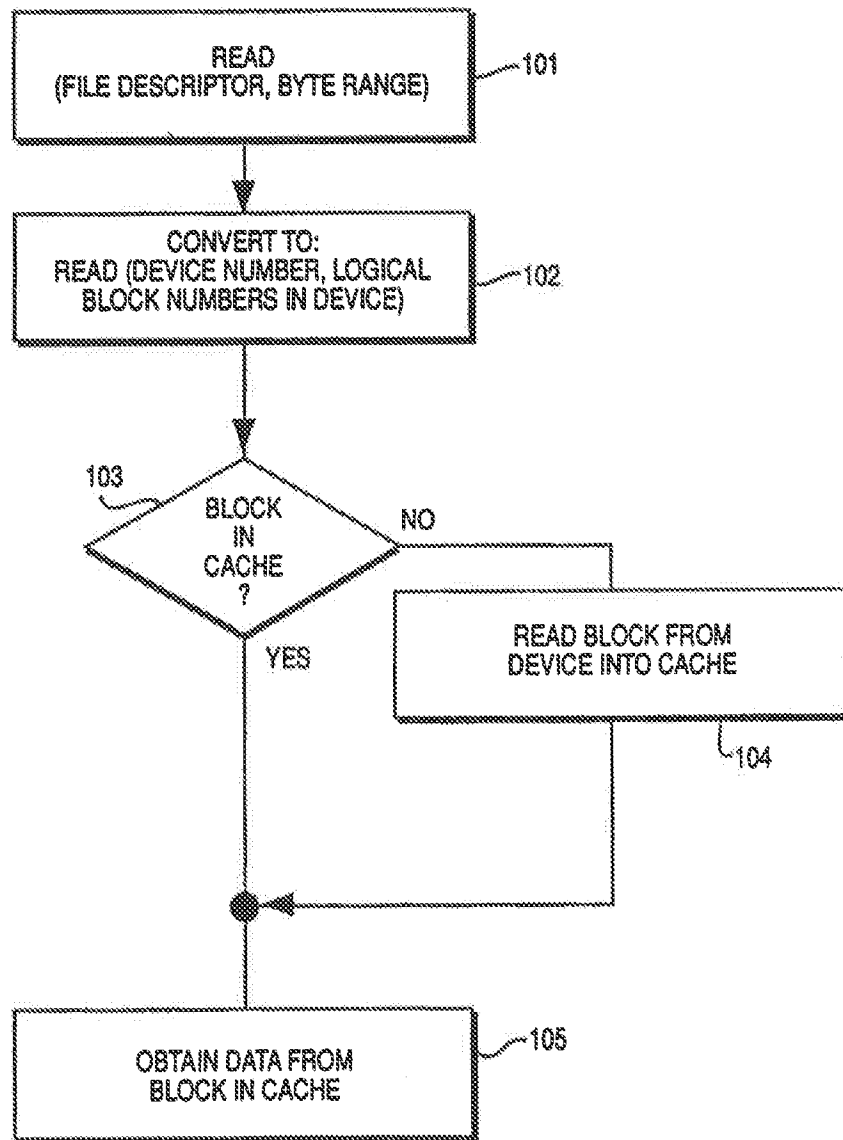 READ
(FILE DESCRIPTOR, BYTE RANGE)
101
CONVERT TO:
READ (DEVICE NUMBER, LOGICAL
BLOCK NUMBERS IN DEVICE)
102
103
BLOCK
IN
CACHE
?
NO
YES
READ BLOCK FROM
DEVICE INTO CACHE
104
OBTAIN DATA FROM
BLOCK IN CACHE
105